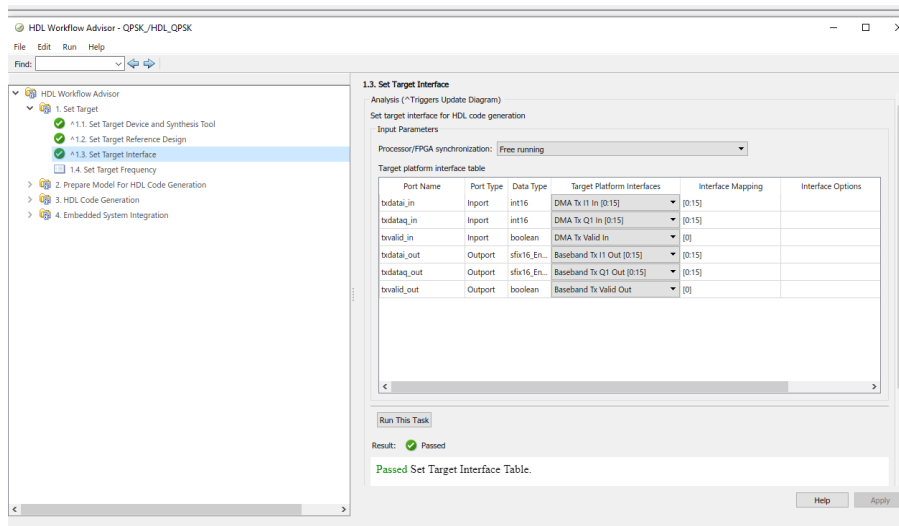 HDL Workflow Advisor - QPSK_/HDL_QPSK
File Edit Run Help
Find:
HDL Workflow Advisor
1. Set Target
^1.1. Set Target Device and Synthesis Tool
^1.2. Set Target Reference Design
^1.3. Set Target Interface
1.4. Set Target Frequency
2. Prepare Model For HDL Code Generation
3. HDL Code Generation
4. Embedded System Integration
1.3. Set Target Interface
Analysis (^Triggers Update Diagram)
Set target interface for HDL code generation
Input Parameters
Processor/FPGA synchronization: Free running
Target platform interface table
Port Name Port Type Data Type Target Platform Interfaces Interface Mapping Interface Options
txdatai_in Inport int16 DMA Tx I1 In [0:15] [0:15]
txdataq_in Inport int16 DMA Tx Q1 In [0:15] [0:15]
txvalid_in Inport boolean DMA Tx Valid In [0]
txdatai_out Outport sfix16_En... Baseband Tx I1 Out [0:15] [0:15]
txdataq_out Outport sfix16_En... Baseband Tx Q1 Out [0:15] [0:15]
txvalid_out Outport boolean Baseband Tx Valid Out [0]
Run This Task
Result: Passed
Passed Set Target Interface Table.
Help Apply